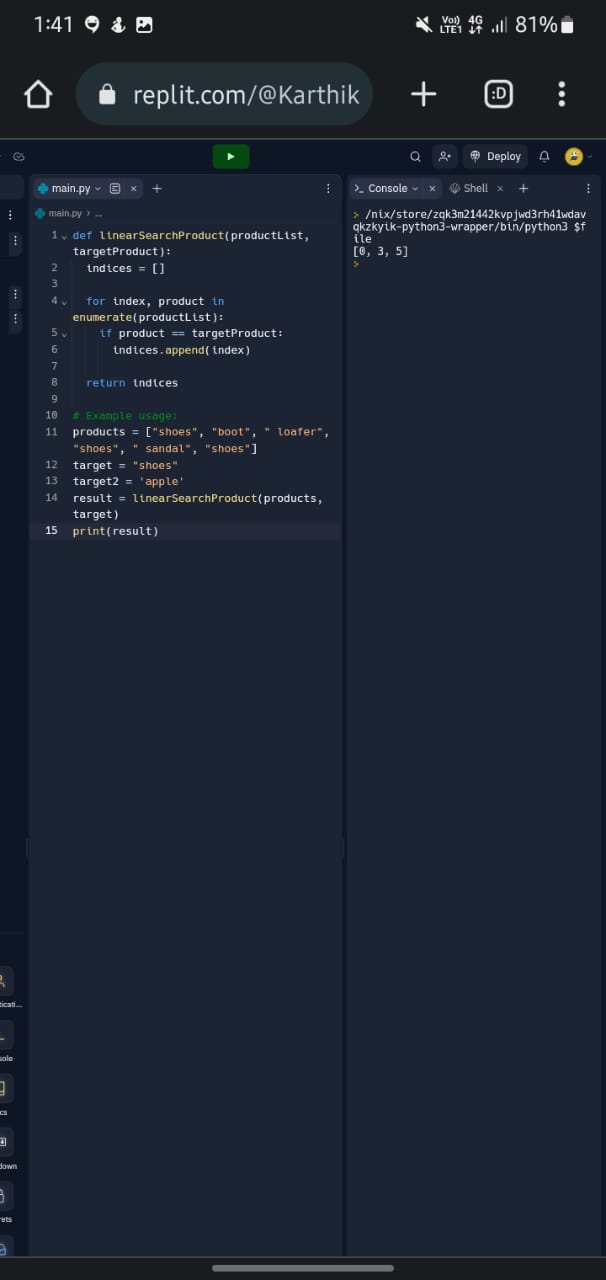 1:41
Vo)) 4G 81%
LTE1
replit.com/@Karthik
:D
Deploy
main.py
main.py > ...
1 def linearSearchProduct(productList,
targetProduct):
2 indices = []
3
4 for index, product in
enumerate(productList):
5 if product == targetProduct:
6 indices.append(index)
7
8 return indices
9
10 # Example usage:
11 products = ["shoes", "boot", " loafer",
"shoes", " sandal", "shoes"]
12 target = "shoes"
13 target2 = 'apple'
14 result = linearSearchProduct(products,
target)
15 print(result)
Console
Shell
/nix/store/zqk3m21442kvpjwd3rh41wdav
qkzkyik-python3-wrapper/bin/python3 $f
ile
[0, 3, 5]
ticati...
sole
cs
down
rets